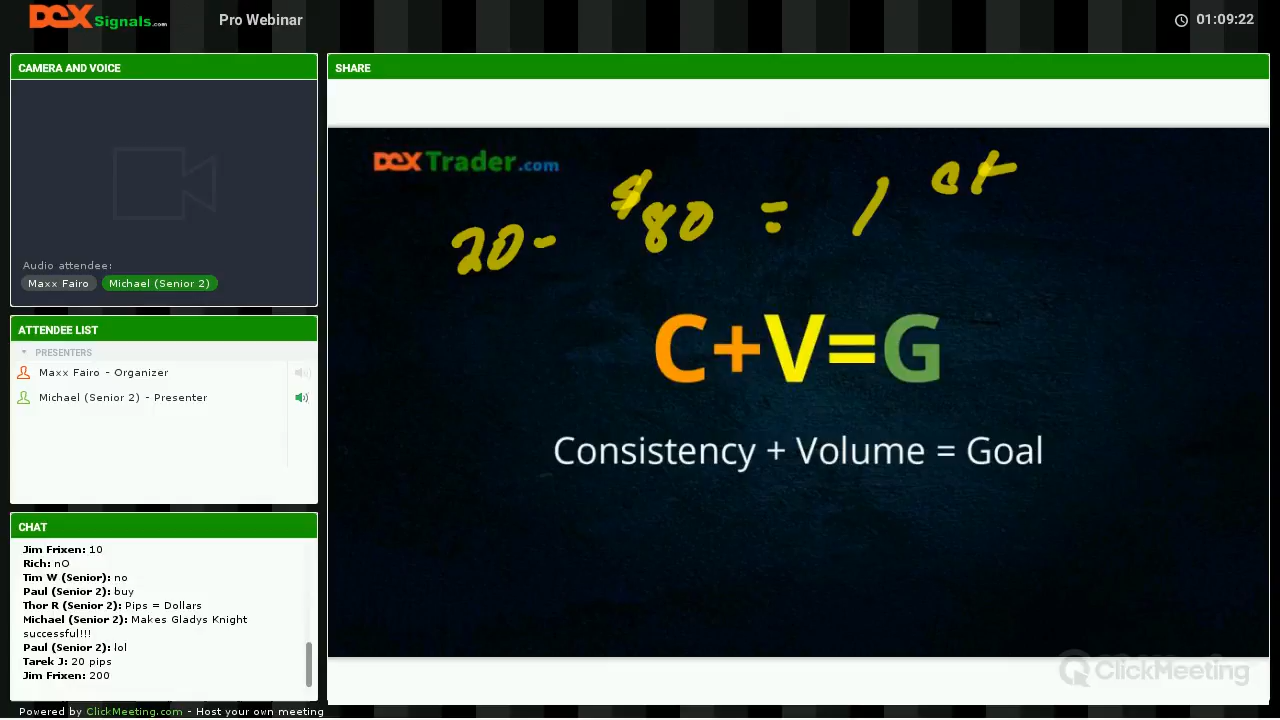 DEX Signals.com
Pro Webinar
01:09:22
CAMERA AND VOICE
Audio attendee:
Maxx Fairo
Michael (Senior 2)
ATTENDEE LIST
PRESENTERS
Maxx Fairo - Organizer
Michael (Senior 2) - Presenter
CHAT
Jim Frixen: 10
Rich: nO
Tim W (Senior): no
Paul (Senior 2): buy
Thor R (Senior 2): Pips = Dollars
Michael (Senior 2): Makes Gladys Knight
successful!!!
Paul (Senior 2): lol
Tarek J: 20 pips
Jim Frixen: 200
Powered by ClickMeeting.com - Host your own meeting
SHARE
DEX Trader.com
20- 80 = 1
C+V=G
Consistency + Volume = Goal
ClickMeeting